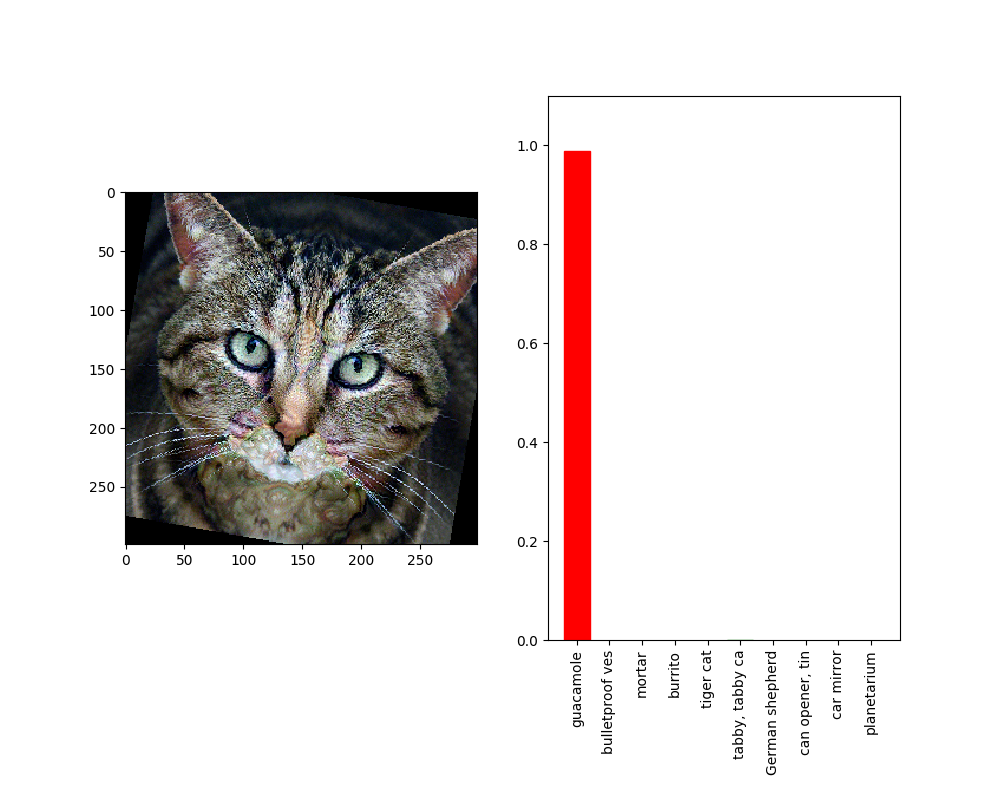 0
50
100
150
200
250
0 50 100 150 200 250
1.0
0.8
0.6
0.4
0.2
0.0
guacamole
bulletproof ves
mortar
burrito
tiger cat
tabby, tabby ca
German shepherd
can opener, tin
car mirror
planetarium